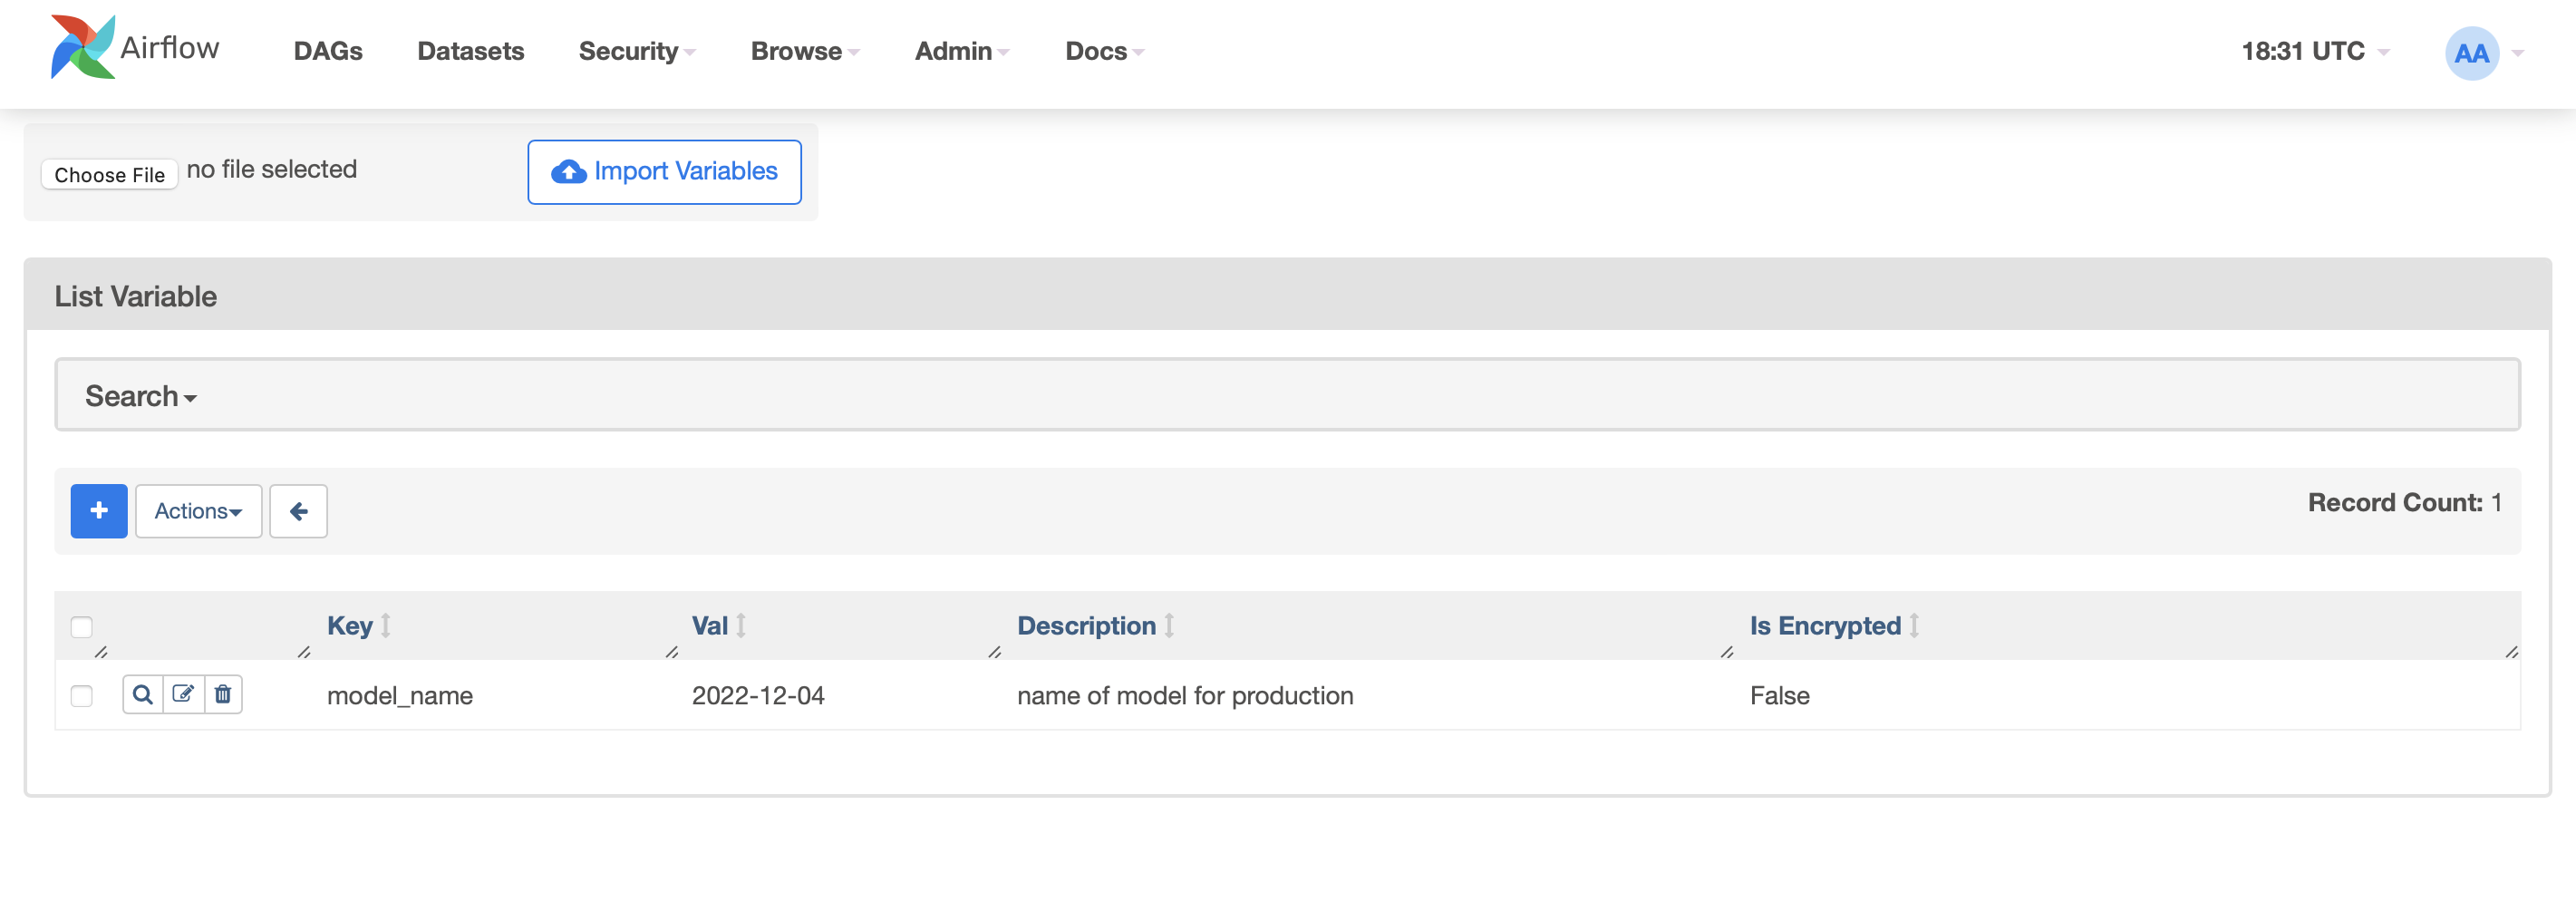 Airflow DAGs Datasets Security Browse Admin Docs 18:31 UTC AA
Choose File no file selected Import Variables
List Variable
Search
+ Actions Record Count: 1
Key Val Description Is Encrypted
model_name 2022-12-04 name of model for production False